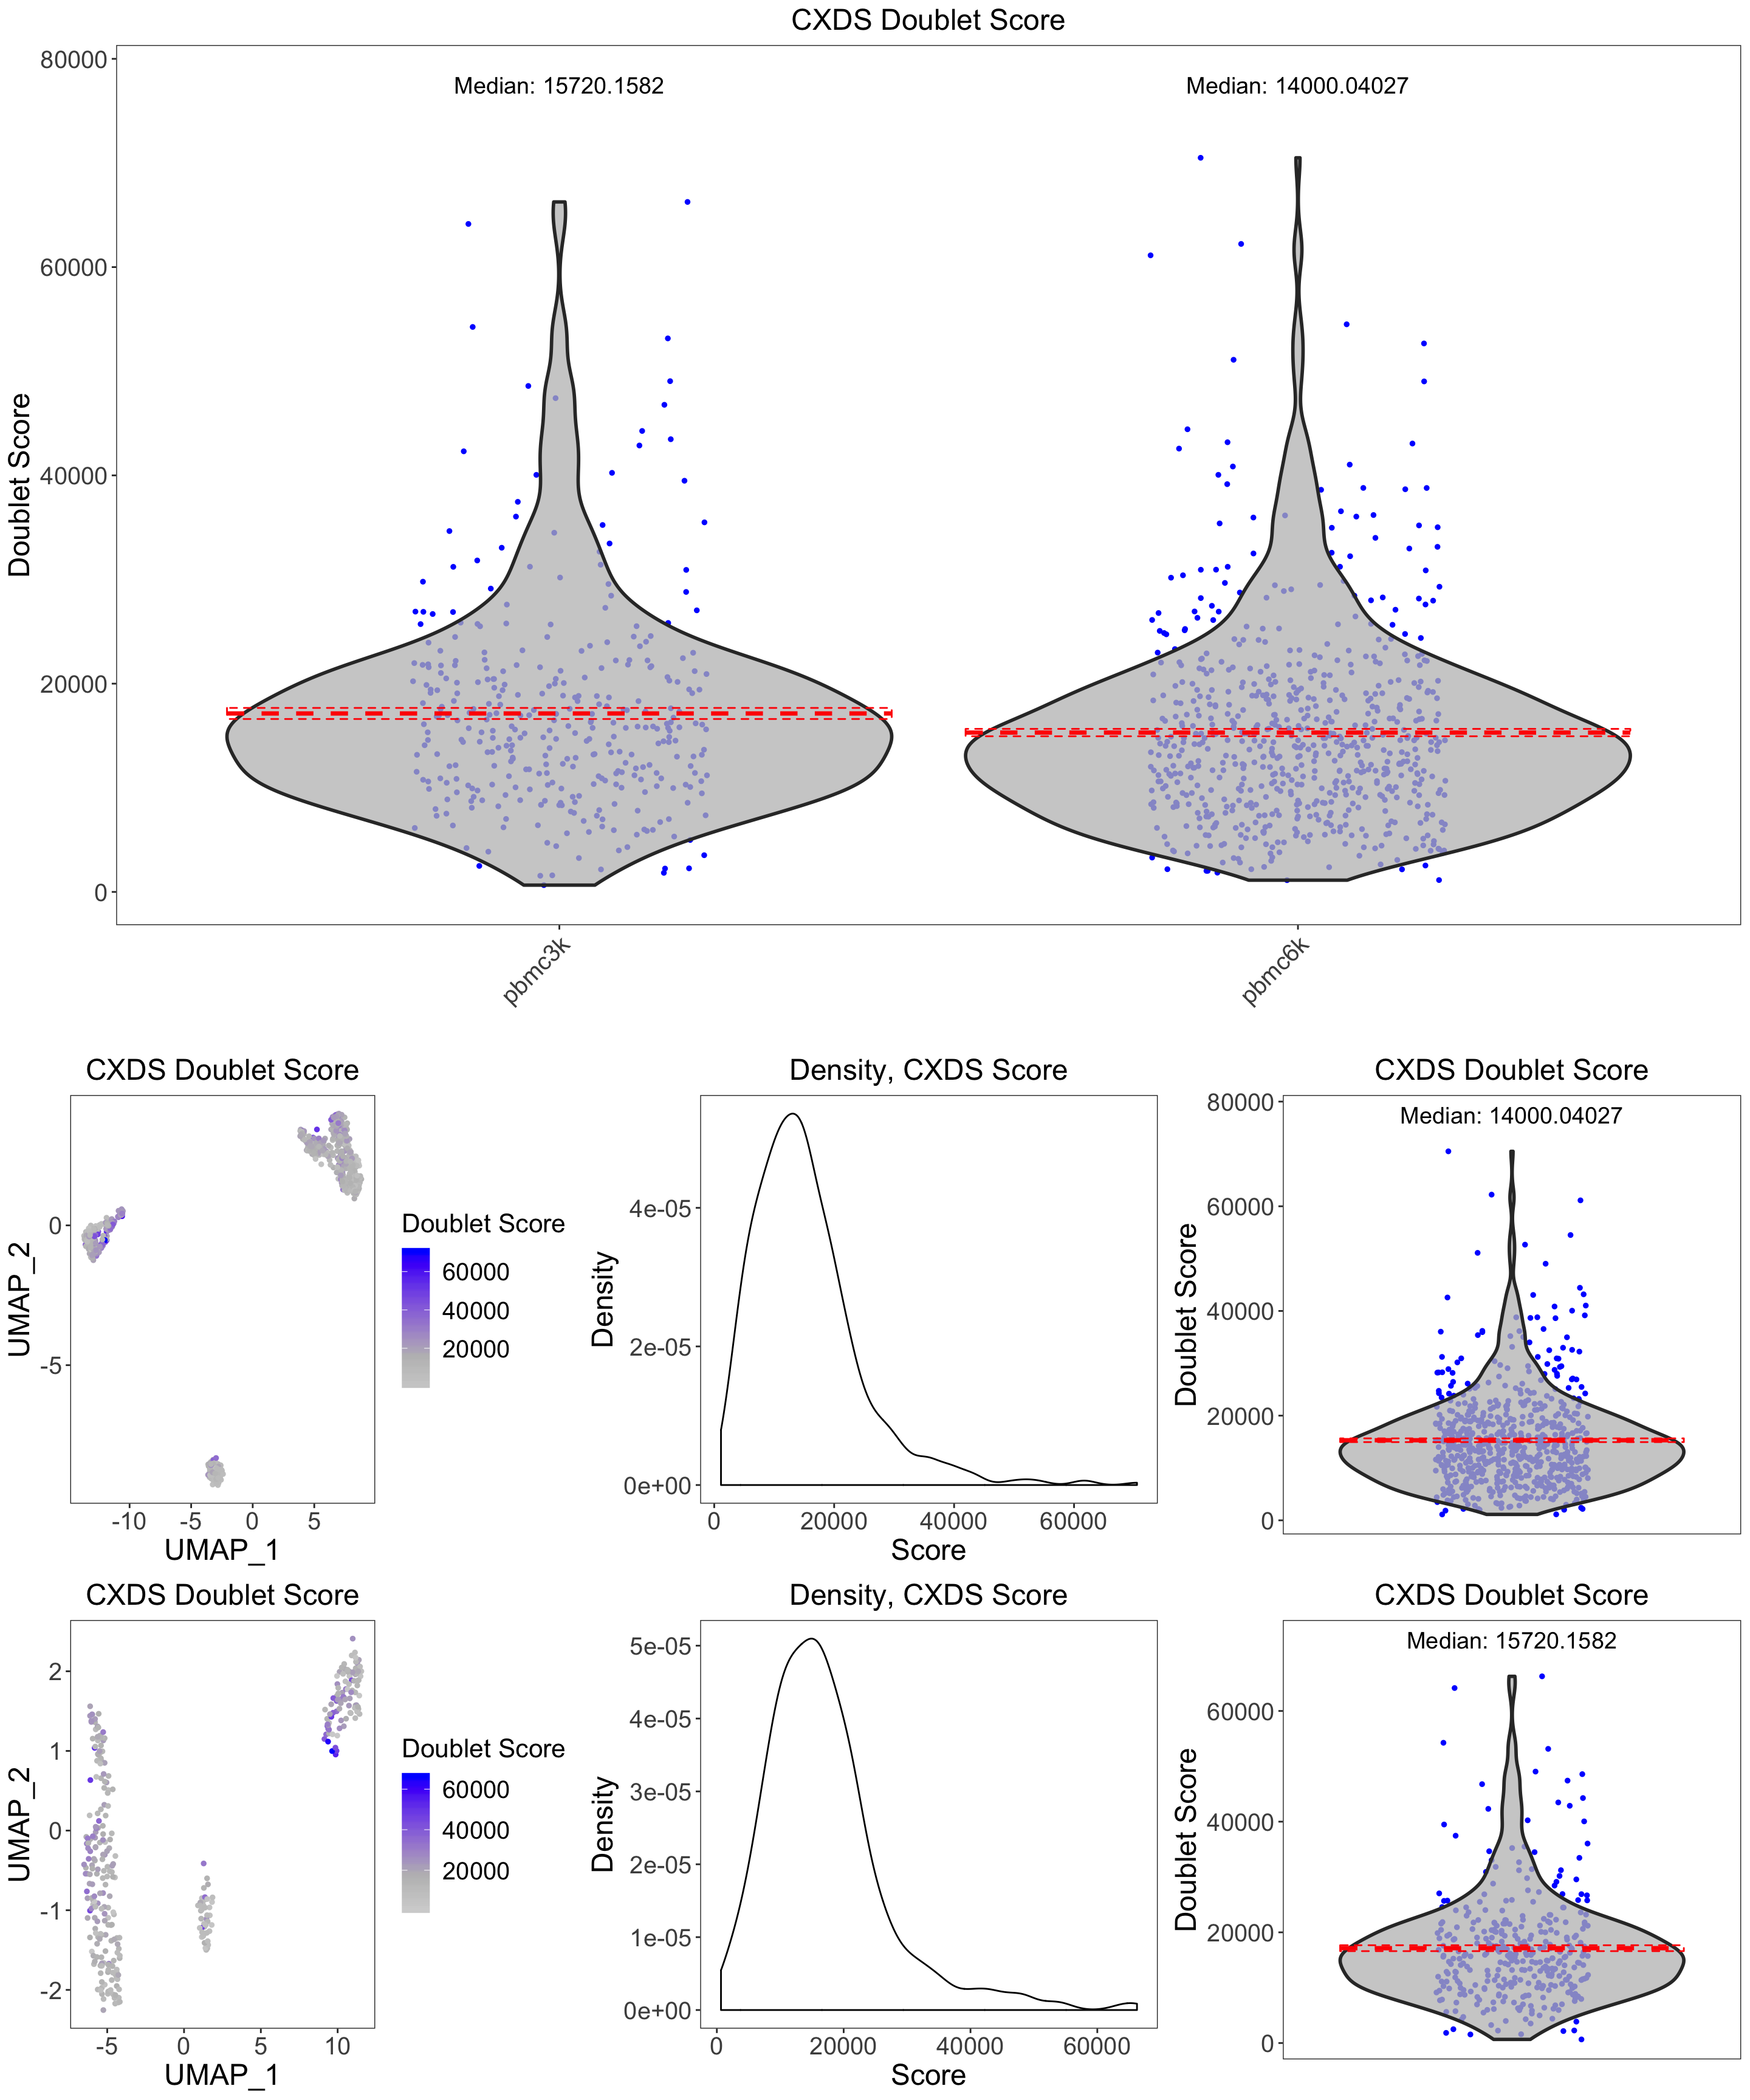 CXDS Doublet Score
80000
60000
40000
20000
0
Doublet Score
Median: 15720.1582
Median: 14000.04027
pbmc3k
pbmc6k
CXDS Doublet Score
0
-5
UMAP_2
-10 -5 0 5
UMAP_1
Doublet Score
60000
40000
20000
Density, CXDS Score
4e-05
2e-05
0e+00
Density
0 20000 40000 60000
Score
CXDS Doublet Score
Median: 14000.04027
80000
60000
40000
20000
0
Doublet Score
CXDS Doublet Score
2
1
0
-1
-2
UMAP_2
-5 0 5 10
UMAP_1
Doublet Score
60000
40000
20000
Density, CXDS Score
5e-05
4e-05
3e-05
2e-05
1e-05
0e+00
Density
0 20000 40000 60000
Score
CXDS Doublet Score
Median: 15720.1582
60000
40000
20000
0
Doublet Score